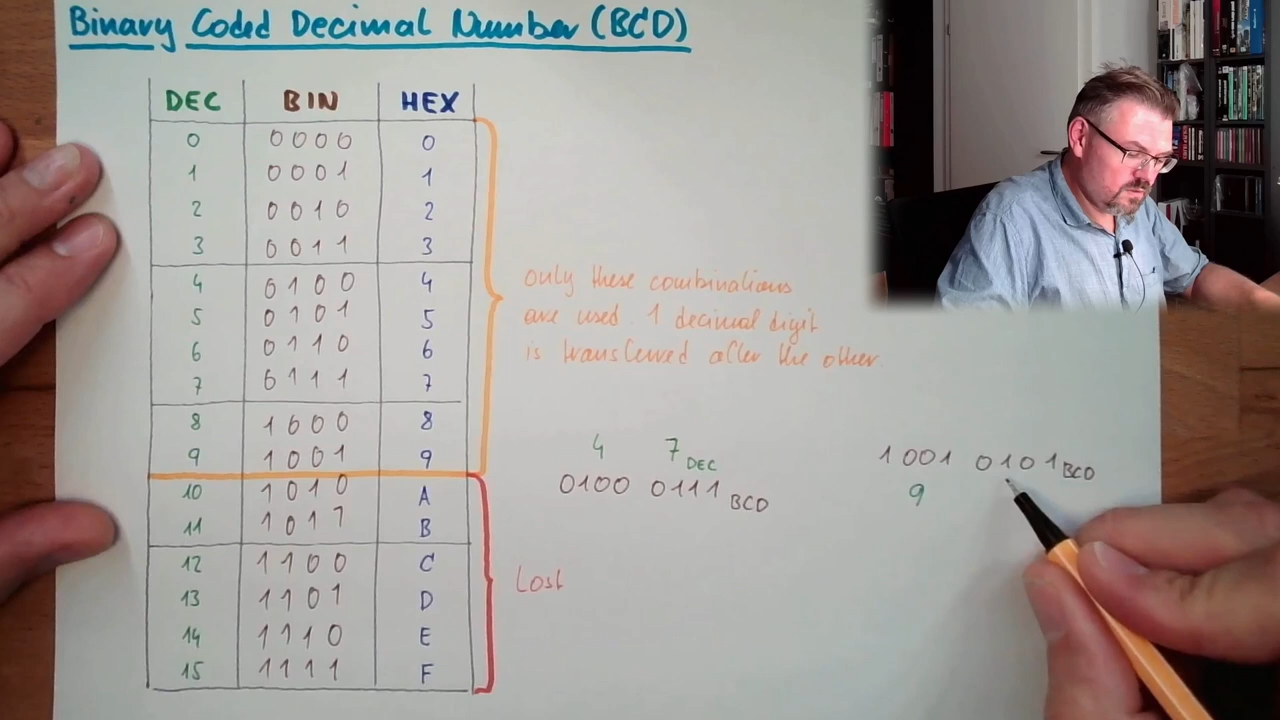 Binary Coded Decimal Number (BCD)
DEC BIN HEX
0 0000 0
1 0001 1
2 0010 2
3 0011 3
4 0100 4
5 0101 5
6 0110 6
7 0111 7
8 1000 8
9 1001 9
10 1010 A
11 1011 B
12 1100 C
13 1101 D
14 1110 E
15 1111 F
only these combinations
are used. 1 decimal digit
is transferred after the other.
Lost
4 7 DEC
0100 0111 BCD
1001 0101 BCD
9